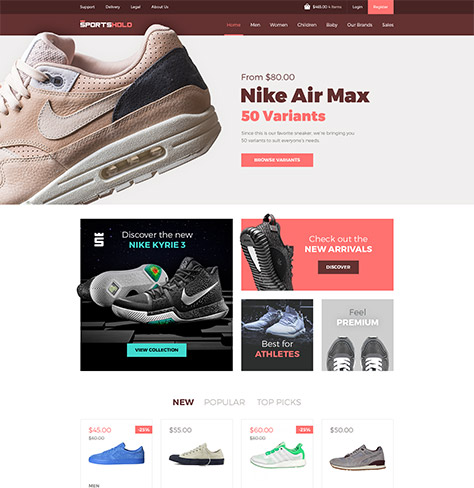 Support Delivery Legal About Us $485.00 4 Items Login Register
SPORTSHOLD Home Men Women Children Baby Our Brands Sales
From $80.00
Nike Air Max
50 Variants
Since this is our favorite sneaker, we're bringing you
50 variants to suit everyone's needs.
BROWSE VARIANTS
Discover the new
NIKE KYRIE 3
VIEW COLLECTION
Check out the
NEW ARRIVALS
DISCOVER
Best for
ATHLETES
Feel
PREMIUM
NEW POPULAR TOP PICKS
$45.00 -25% $55.00 $60.00 -25% $50.00
$60.00 $80.00
MEN